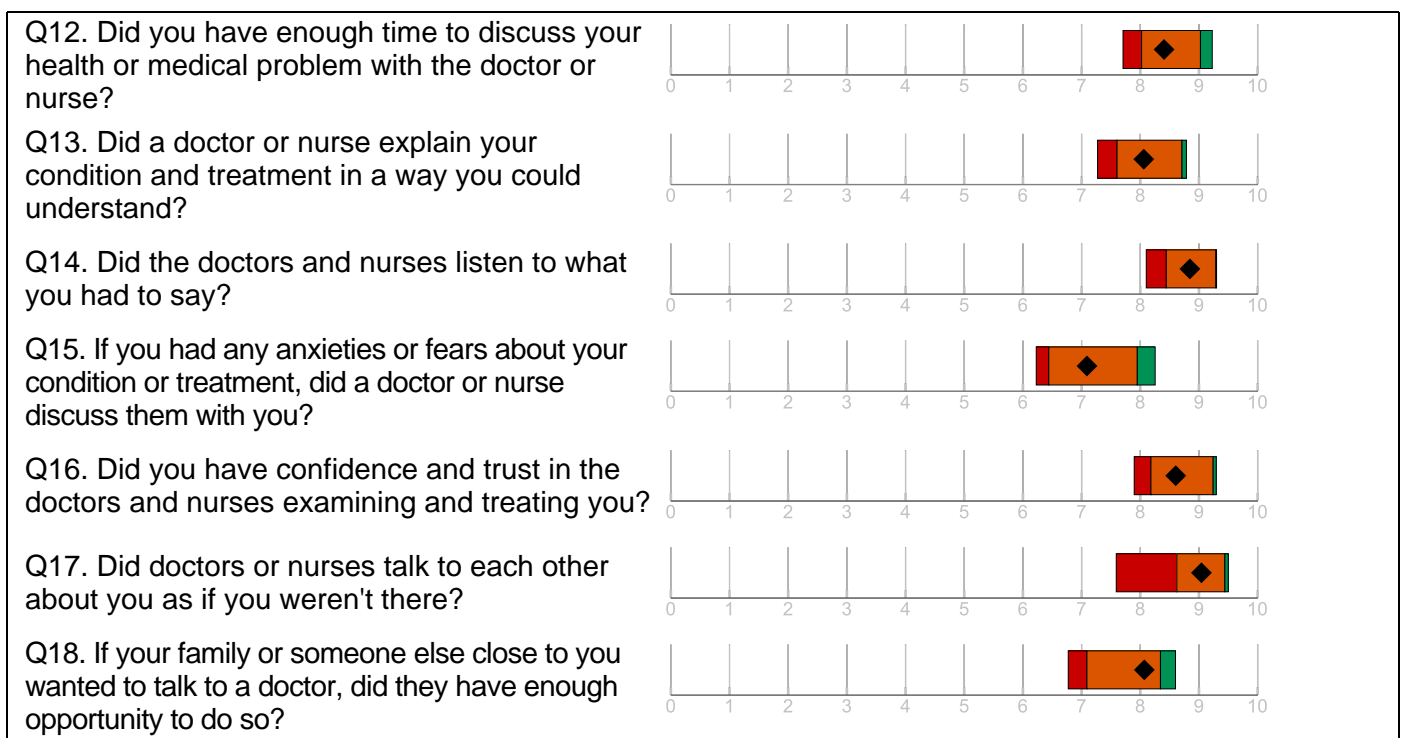 Q12. Did you have enough time to discuss your
health or medical problem with the doctor or
nurse?
0 1 2 3 4 5 6 7 8 9 10
Q13. Did a doctor or nurse explain your
condition and treatment in a way you could
understand?
0 1 2 3 4 5 6 7 8 9 10
Q14. Did the doctors and nurses listen to what
you had to say?
0 1 2 3 4 5 6 7 8 9 10
Q15. If you had any anxieties or fears about your
condition or treatment, did a doctor or nurse
discuss them with you?
0 1 2 3 4 5 6 7 8 9 10
Q16. Did you have confidence and trust in the
doctors and nurses examining and treating you?
0 1 2 3 4 5 6 7 8 9 10
Q17. Did doctors or nurses talk to each other
about you as if you weren't there?
0 1 2 3 4 5 6 7 8 9 10
Q18. If your family or someone else close to you
wanted to talk to a doctor, did they have enough
opportunity to do so?
0 1 2 3 4 5 6 7 8 9 10